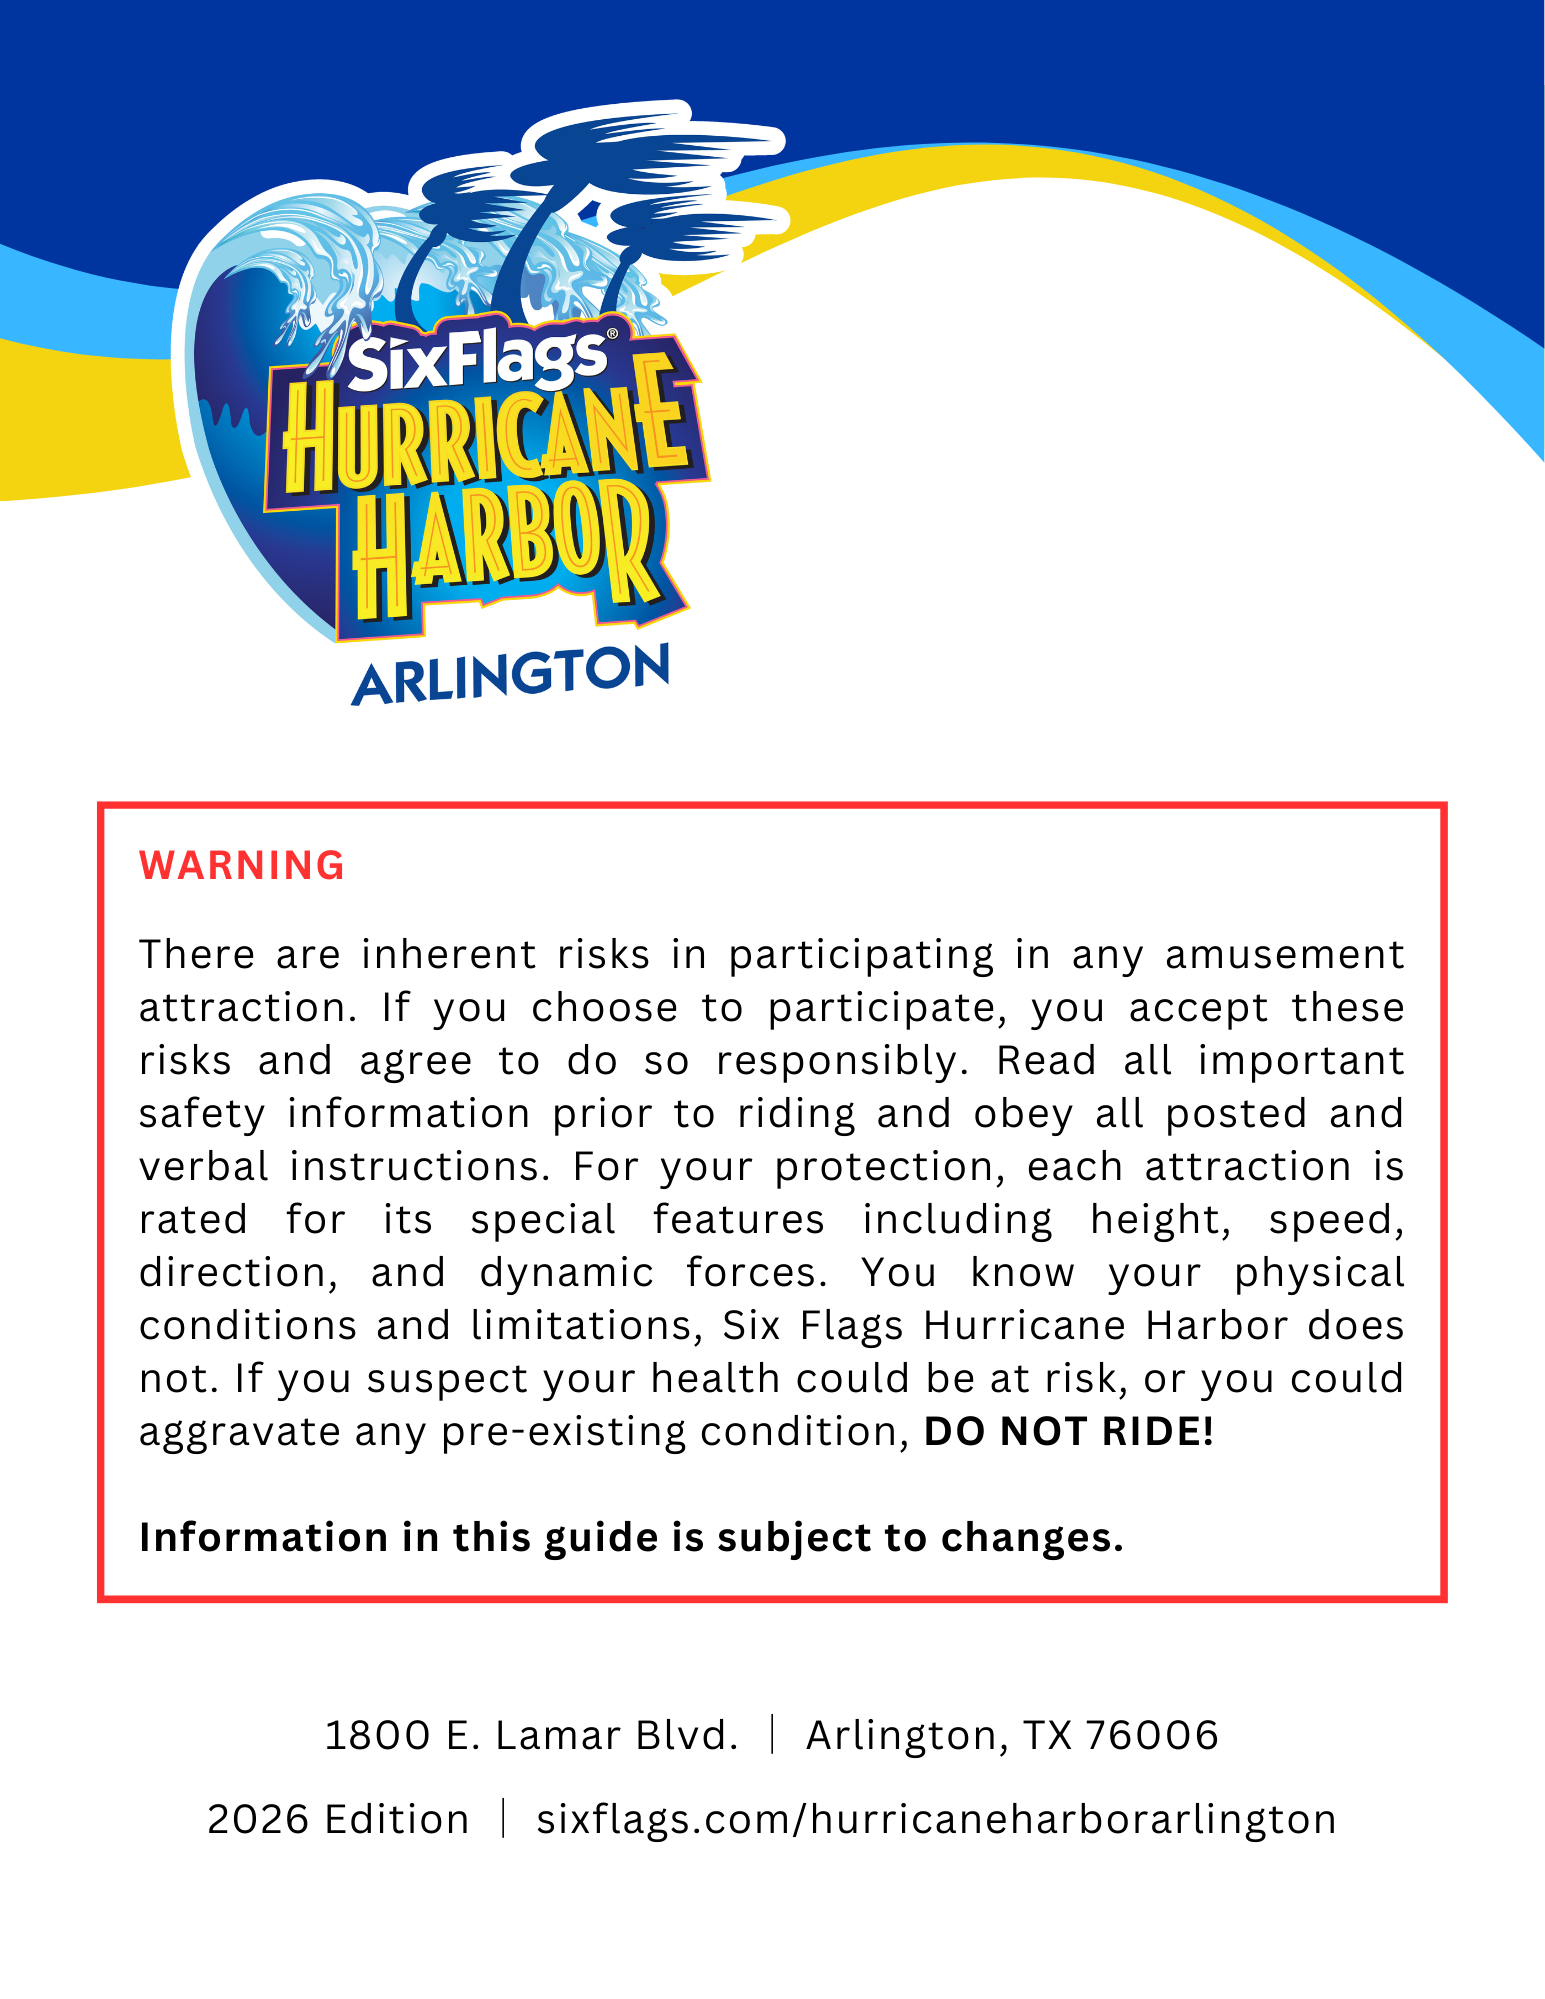 SixFlags®
HURRICANE
HARBOR
ARLINGTON
WARNING
There are inherent risks in participating in any amusement
attraction. If you choose to participate, you accept these
risks and agree to do so responsibly. Read all important
safety information prior to riding and obey all posted and
verbal instructions. For your protection, each attraction is
rated for its special features including height, speed,
direction, and dynamic forces. You know your physical
conditions and limitations, Six Flags Hurricane Harbor does
not. If you suspect your health could be at risk, or you could
aggravate any pre-existing condition, DO NOT RIDE!
Information in this guide is subject to changes.
1800 E. Lamar Blvd. | Arlington, TX 76006
2026 Edition | sixflags.com/hurricaneharborarlington